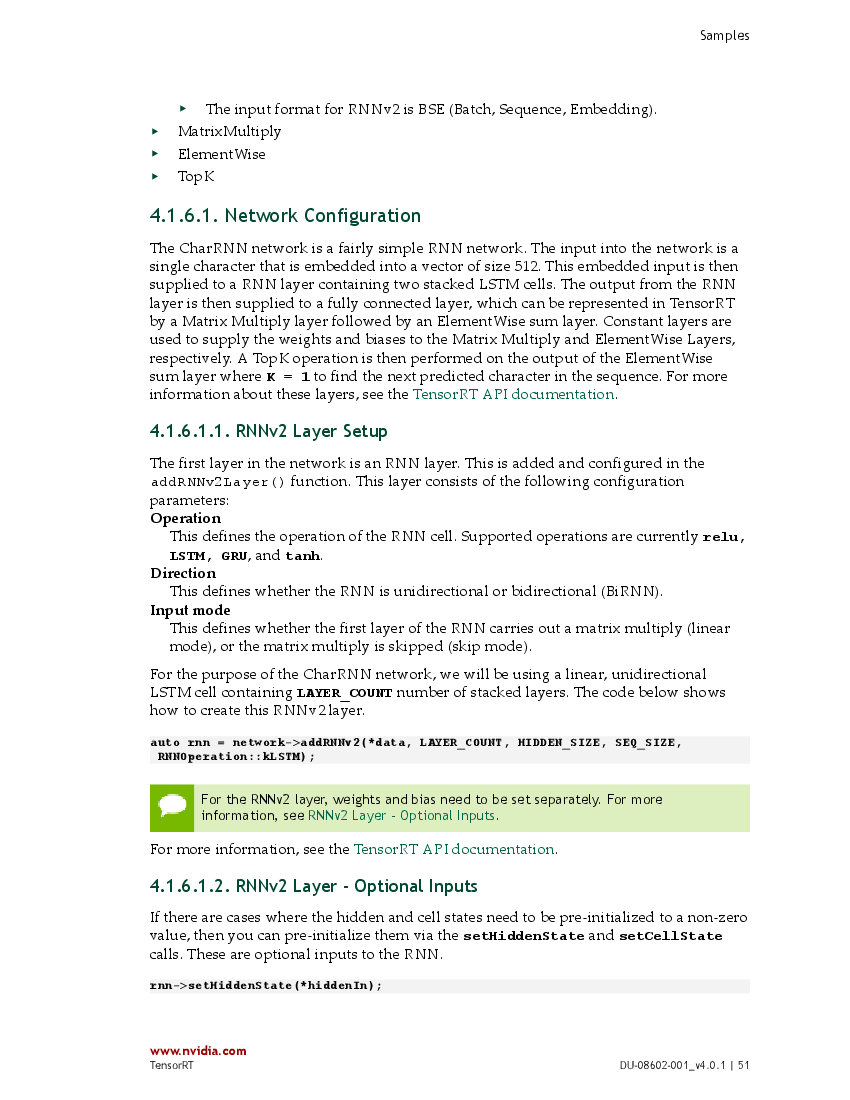 Samples
▸ The input format for RNNv2 is BSE (Batch, Sequence, Embedding).
▸ MatrixMultiply
▸ ElementWise
▸ TopK
4.1.6.1. Network Configuration
The CharRNN network is a fairly simple RNN network. The input into the network is a
single character that is embedded into a vector of size 512. This embedded input is then
supplied to a RNN layer containing two stacked LSTM cells. The output from the RNN
layer is then supplied to a fully connected layer, which can be represented in TensorRT
by a Matrix Multiply layer followed by an ElementWise sum layer. Constant layers are
used to supply the weights and biases to the Matrix Multiply and ElementWise Layers,
respectively. A TopK operation is then performed on the output of the ElementWise
sum layer where K = 1 to find the next predicted character in the sequence. For more
information about these layers, see the TensorRT API documentation.
4.1.6.1.1. RNNv2 Layer Setup
The first layer in the network is an RNN layer. This is added and configured in the
addRNNv2Layer() function. This layer consists of the following configuration
parameters:
Operation
This defines the operation of the RNN cell. Supported operations are currently relu,
LSTM, GRU, and tanh.
Direction
This defines whether the RNN is unidirectional or bidirectional (BiRNN).
Input mode
This defines whether the first layer of the RNN carries out a matrix multiply (linear
mode), or the matrix multiply is skipped (skip mode).
For the purpose of the CharRNN network, we will be using a linear, unidirectional
LSTM cell containing LAYER_COUNT number of stacked layers. The code below shows
how to create this RNNv2 layer.
auto rnn = network->addRNNv2(*data, LAYER_COUNT, HIDDEN_SIZE, SEQ_SIZE,
RNNOperation::kLSTM);
For the RNNv2 layer, weights and bias need to be set separately. For more
information, see RNNv2 Layer - Optional Inputs.
For more information, see the TensorRT API documentation.
4.1.6.1.2. RNNv2 Layer - Optional Inputs
If there are cases where the hidden and cell states need to be pre-initialized to a non-zero
value, then you can pre-initialize them via the setHiddenState and setCellState
calls. These are optional inputs to the RNN.
rnn->setHiddenState(*hiddenIn);
www.nvidia.com
TensorRT DU-08602-001_v4.0.1 | 51